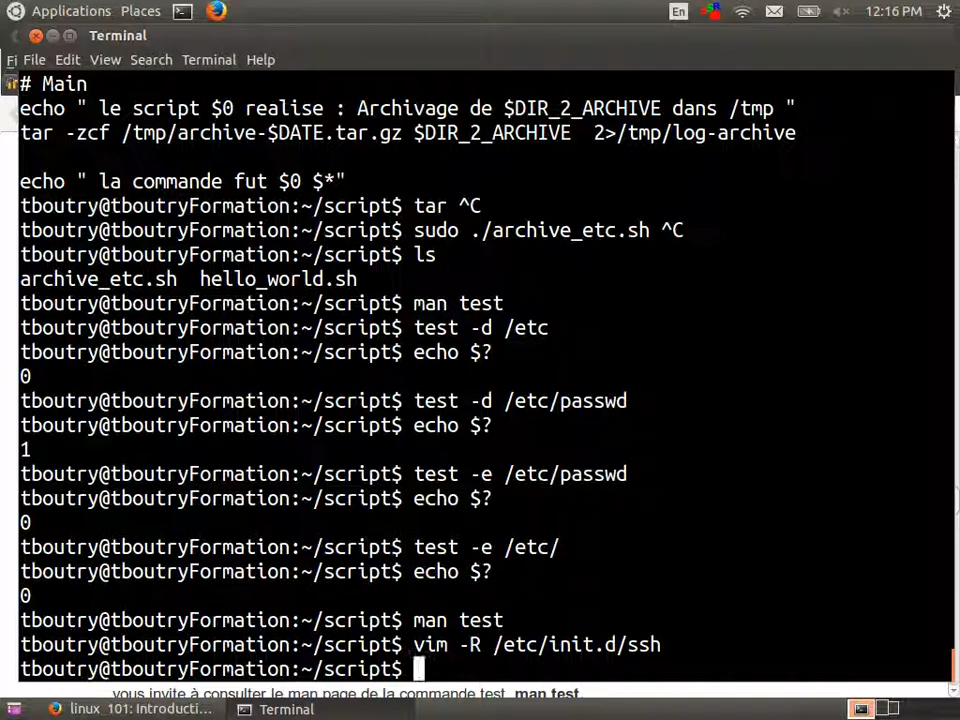 Applications Places En 12:16 PM
Terminal
Fi File Edit View Search Terminal Help
# Main
echo " le script $0 realise : Archivage de $DIR_2_ARCHIVE dans /tmp "
tar -zcf /tmp/archive-$DATE.tar.gz $DIR_2_ARCHIVE  2>/tmp/log-archive
echo " la commande fut $0 $*"
tboutry@tboutryFormation:~/script$ tar ^C
tboutry@tboutryFormation:~/script$ sudo ./archive_etc.sh ^C
tboutry@tboutryFormation:~/script$ ls
archive_etc.sh  hello_world.sh
tboutry@tboutryFormation:~/script$ man test
tboutry@tboutryFormation:~/script$ test -d /etc
tboutry@tboutryFormation:~/script$ echo $?
0
tboutry@tboutryFormation:~/script$ test -d /etc/passwd
tboutry@tboutryFormation:~/script$ echo $?
1
tboutry@tboutryFormation:~/script$ test -e /etc/passwd
tboutry@tboutryFormation:~/script$ echo $?
0
tboutry@tboutryFormation:~/script$ test -e /etc/
tboutry@tboutryFormation:~/script$ echo $?
0
tboutry@tboutryFormation:~/script$ man test
tboutry@tboutryFormation:~/script$ vim -R /etc/init.d/ssh
tboutry@tboutryFormation:~/script$
vous invite à consulter le man page de la commande test, man test.
linux_101: Introducti... Terminal